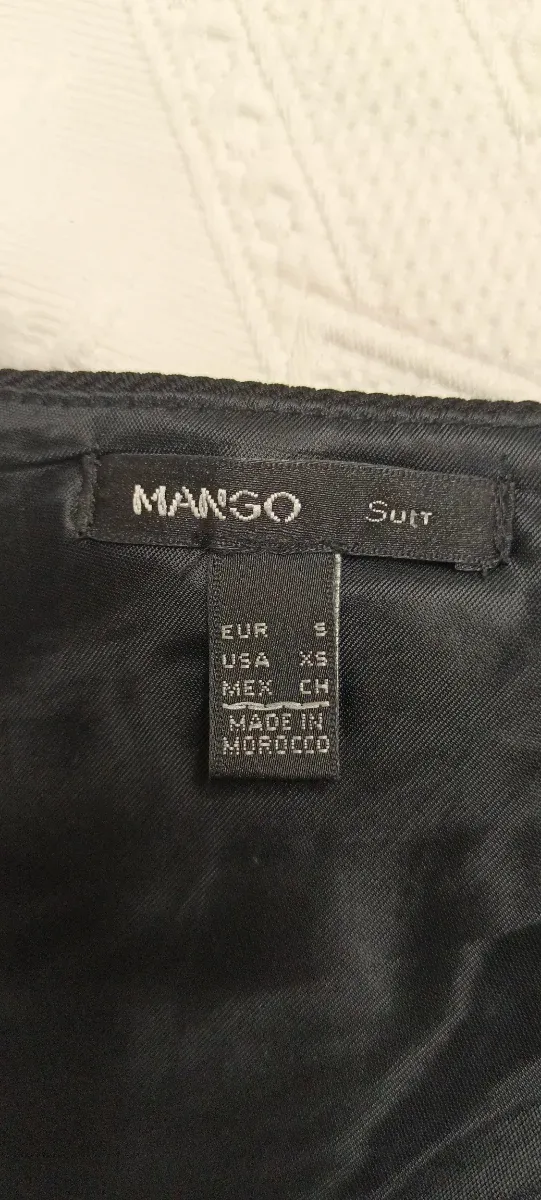 MANGO Suit
EUR S
USA XS
MEX CH
MADE IN
MOROCCO